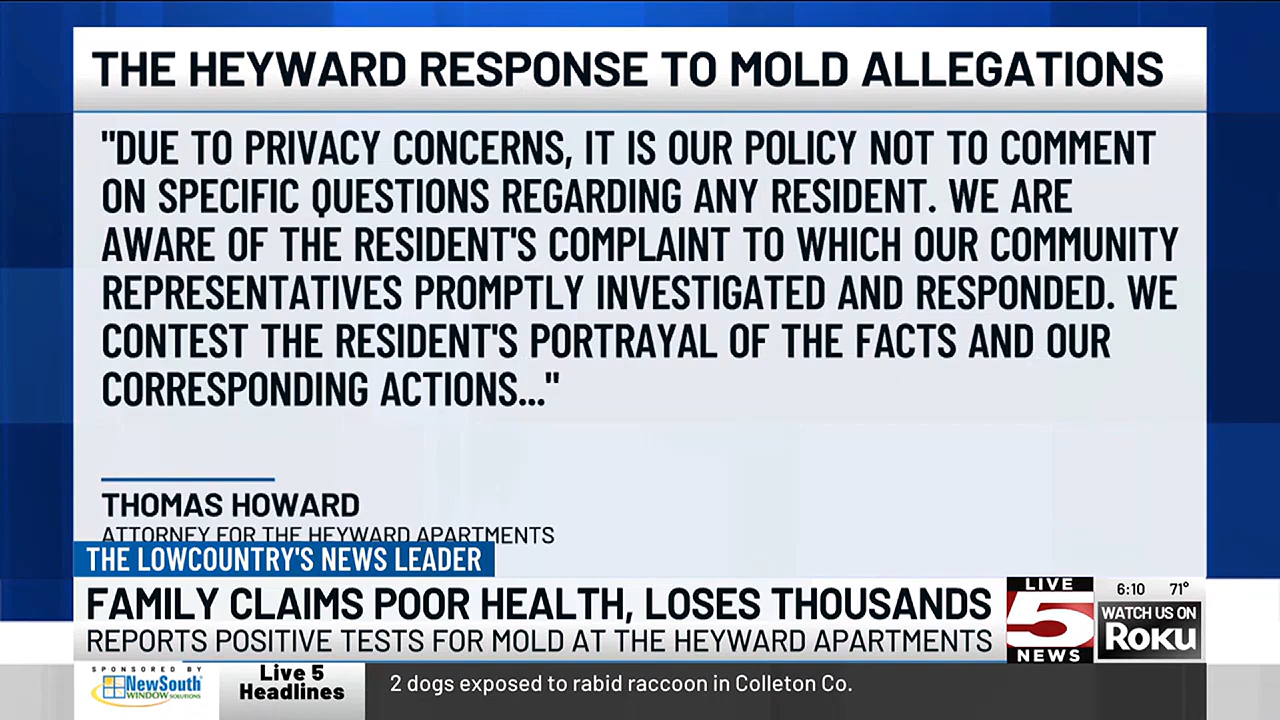 THE HEYWARD RESPONSE TO MOLD ALLEGATIONS
"DUE TO PRIVACY CONCERNS, IT IS OUR POLICY NOT TO COMMENT
ON SPECIFIC QUESTIONS REGARDING ANY RESIDENT. WE ARE
AWARE OF THE RESIDENT'S COMPLAINT TO WHICH OUR COMMUNITY
REPRESENTATIVES PROMPTLY INVESTIGATED AND RESPONDED. WE
CONTEST THE RESIDENT'S PORTRAYAL OF THE FACTS AND OUR
CORRESPONDING ACTIONS..."
THOMAS HOWARD
ATTORNEY FOR THE HEYWARD APARTMENTS
THE LOWCOUNTRY'S NEWS LEADER
FAMILY CLAIMS POOR HEALTH, LOSES THOUSANDS
REPORTS POSITIVE TESTS FOR MOLD AT THE HEYWARD APARTMENTS
LIVE
5
NEWS
6:10 71°
WATCH US ON
Roku
SPONSORED BY
NewSouth
WINDOW SOLUTIONS
Live 5
Headlines
2 dogs exposed to rabid raccoon in Colleton Co.